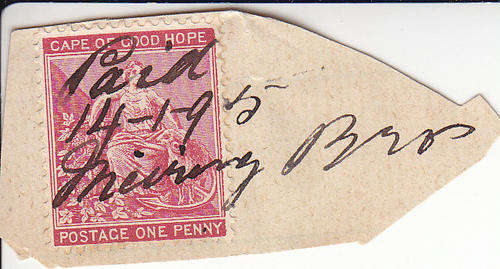 CAPE OF GOOD HOPE
Paid
14-1-95
Bros
POSTAGE ONE PENNY